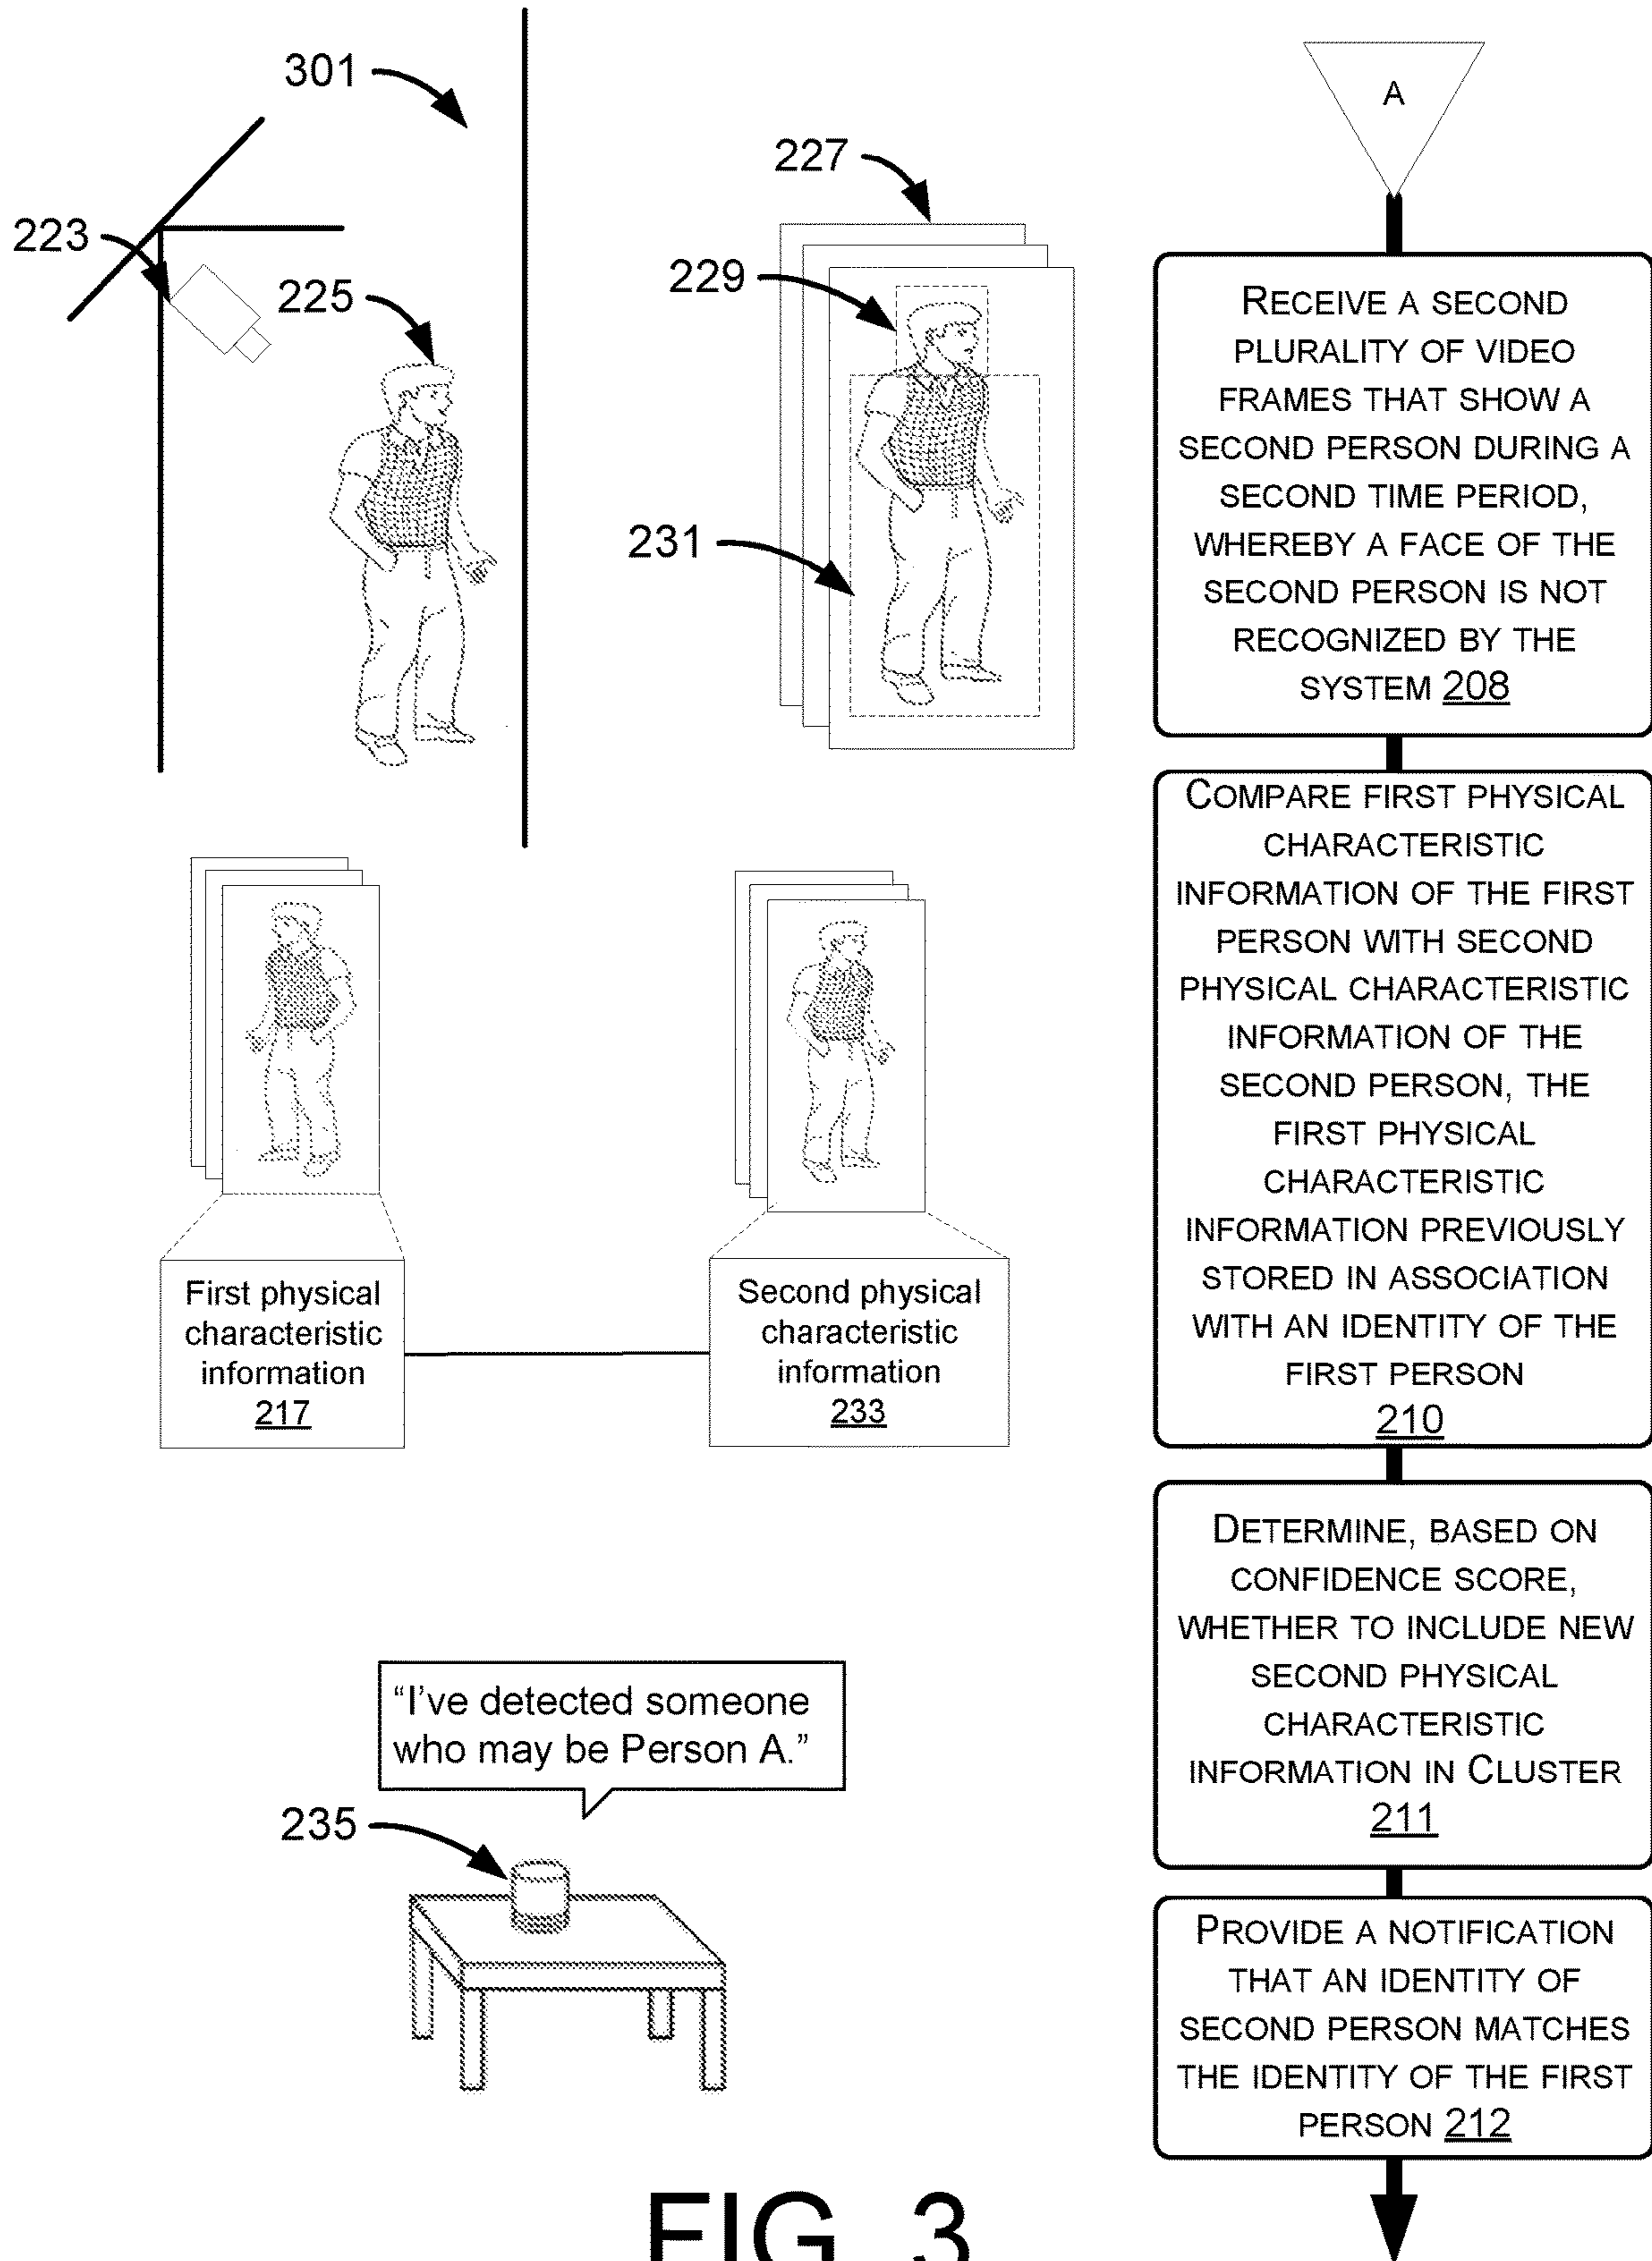 301
223
225
227
229
231
First physical
characteristic
information
217
Second physical
characteristic
information
233
“I've detected someone
who may be Person A.”
235
A
RECEIVE A SECOND
PLURALITY OF VIDEO
FRAMES THAT SHOW A
SECOND PERSON DURING A
SECOND TIME PERIOD,
WHEREBY A FACE OF THE
SECOND PERSON IS NOT
RECOGNIZED BY THE
SYSTEM 208
COMPARE FIRST PHYSICAL
CHARACTERISTIC
INFORMATION OF THE FIRST
PERSON WITH SECOND
PHYSICAL CHARACTERISTIC
INFORMATION OF THE
SECOND PERSON, THE
FIRST PHYSICAL
CHARACTERISTIC
INFORMATION PREVIOUSLY
STORED IN ASSOCIATION
WITH AN IDENTITY OF THE
FIRST PERSON
210
DETERMINE, BASED ON
CONFIDENCE SCORE,
WHETHER TO INCLUDE NEW
SECOND PHYSICAL
CHARACTERISTIC
INFORMATION IN CLUSTER
211
PROVIDE A NOTIFICATION
THAT AN IDENTITY OF
SECOND PERSON MATCHES
THE IDENTITY OF THE FIRST
PERSON 212
FIG. 3